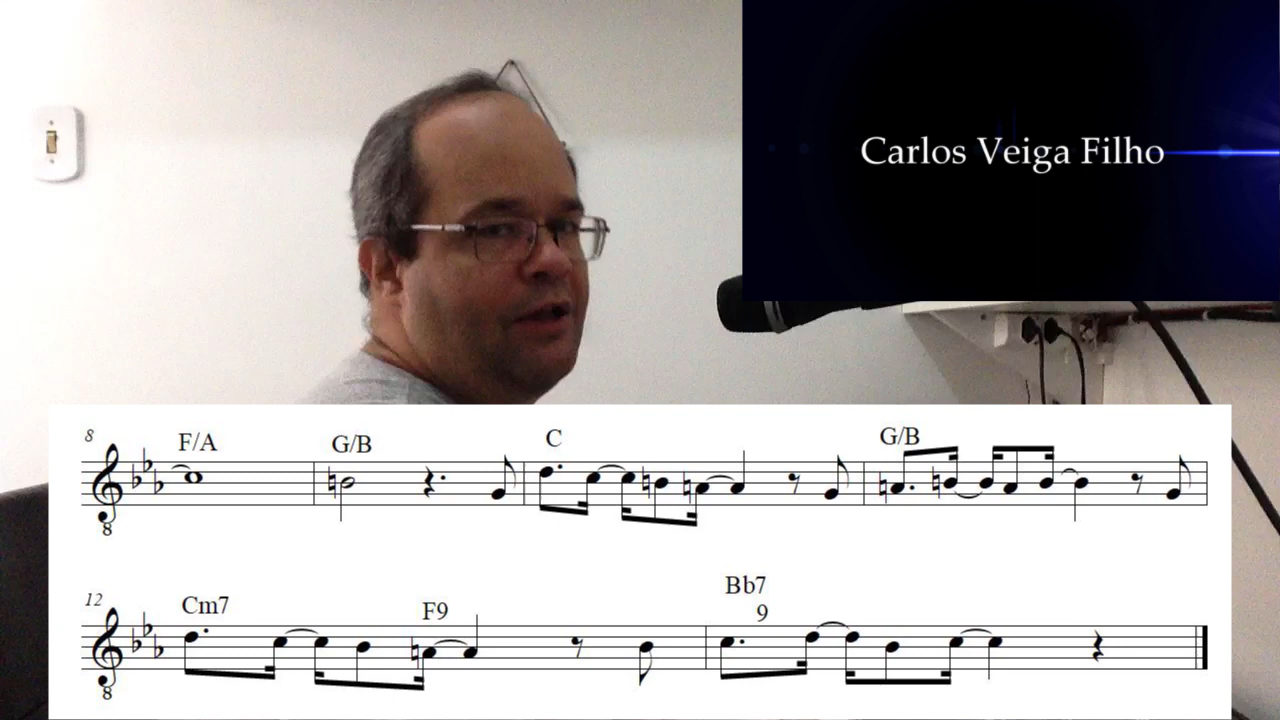 Carlos Veiga Filho
8 F/A G/B C G/B
8
12 Cm7 F9 Bb7
9
8